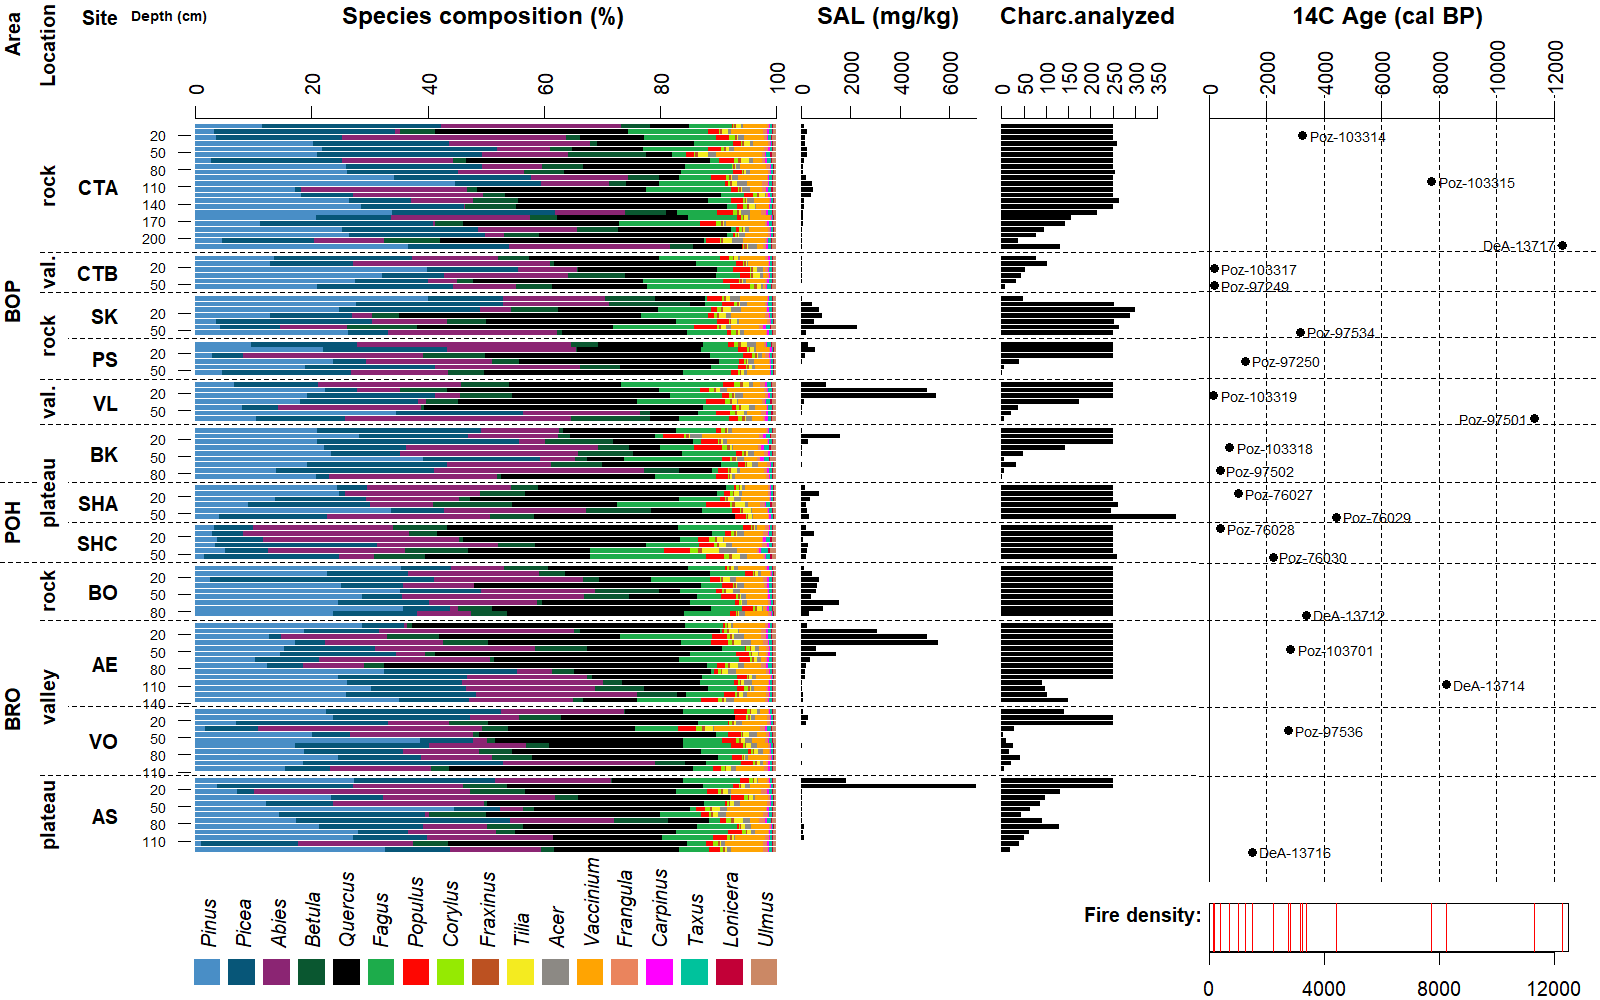 Area
Location
Site
Depth (cm)
Species composition (%)
SAL (mg/kg)
Charc.analyzed
14C Age (cal BP)
0 20 40 60 80 100
0 2000 4000 6000
0 50 100 150 200 250 300 350
0 2000 4000 6000 8000 10000 12000
BOP
rock
CTA
20
50
80
110
140
170
200
Poz-103314
Poz-103315
DeA-13717
val.
CTB
20
50
Poz-103317
Poz-97249
rock
SK
20
50
Poz-97534
PS
20
50
Poz-97250
val.
VL
20
50
Poz-103319
Poz-97501
plateau
BK
20
50
80
Poz-103318
Poz-97502
POH
SHA
20
50
Poz-76027
Poz-76029
SHC
20
50
Poz-76028
Poz-76030
BRO
rock
BO
20
50
80
DeA-13712
valley
AE
20
50
80
110
140
Poz-103701
DeA-13714
VO
20
50
80
110
Poz-97536
plateau
AS
20
50
80
110
DeA-13716
Pinus
Picea
Abies
Betula
Quercus
Fagus
Populus
Corylus
Fraxinus
Tilia
Acer
Vaccinium
Frangula
Carpinus
Taxus
Lonicera
Ulmus
Fire density:
0 4000 8000 12000